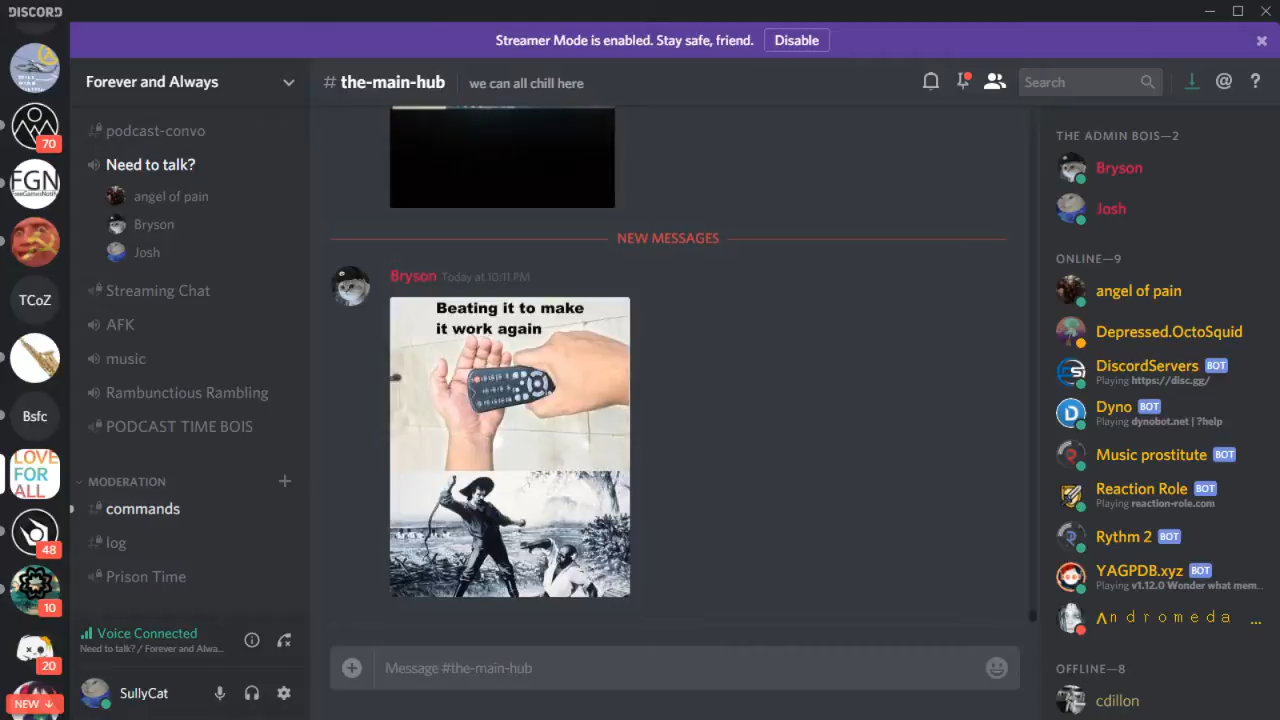 DISCORD
Streamer Mode is enabled. Stay safe, friend.
Disable
Forever and Always
# the-main-hub
we can all chill here
Search
70
FGN
TCoZ
Bsfc
LOVE
FOR
ALL
48
10
20
NEW
podcast-convo
Need to talk?
angel of pain
Bryson
Josh
Streaming Chat
AFK
music
Rambunctious Rambling
PODCAST TIME BOIS
MODERATION
commands
log
Prison Time
Voice Connected
Need to talk? / Forever and Alwa...
SullyCat
NEW MESSAGES
Bryson Today at 10:11 PM
Beating it to make
it work again
Message #the-main-hub
THE ADMIN BOIS—2
Bryson
Josh
ONLINE—9
angel of pain
Depressed.OctoSquid
DiscordServers BOT
Playing https://disc.gg/
Dyno BOT
Playing dynobot.net | ?help
Music prostitute BOT
Reaction Role BOT
Playing reaction-role.com
Rythm 2 BOT
YAGPDB.xyz BOT
Playing v1.12.0 Wonder what mem...
Λｎｄｒｏｍｅｄａ ...
OFFLINE—8
cdillon